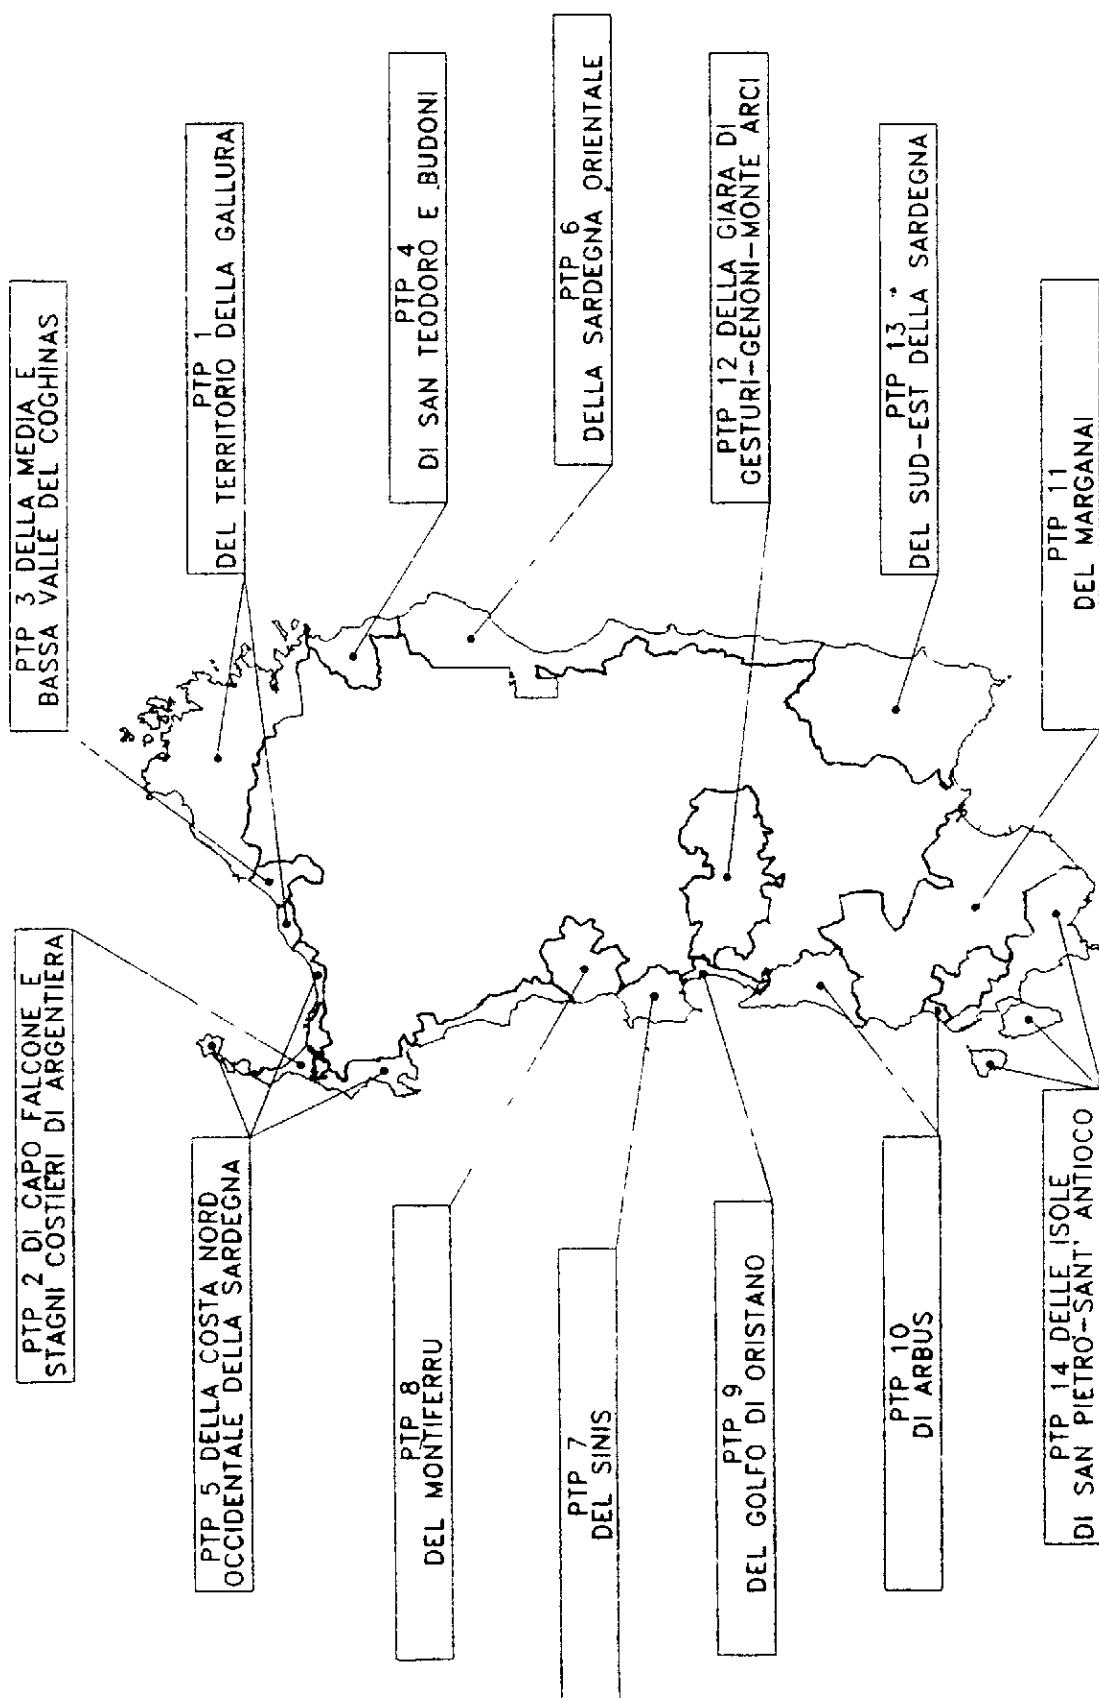 PTP 2 DI CAPO FALCONE E
STAGNI COSTIERI DI ARGENTIERA
PTP 3 DELLA MEDIA E
BASSA VALLE DEL COGHINAS
PTP 5 DELLA COSTA NORD
OCCIDENTALE DELLA SARDEGNA
PTP 1
DEL TERRITORIO DELLA GALLURA
PTP 8
DEL MONTIFERRU
PTP 4
DI SAN TEODORO E BUDONI
PTP 7
DEL SINIS
PTP 6
DELLA SARDEGNA ORIENTALE
PTP 9
DEL GOLFO DI ORISTANO
PTP 12 DELLA GIARA DI
GESTURI-GENONI-MONTE ARCI
PTP 10
DI ARBUS
PTP 13
DEL SUD-EST DELLA SARDEGNA
PTP 14 DELLE ISOLE
DI SAN PIETRO-SANT' ANTIOCO
PTP 11
DEL MARGANAI